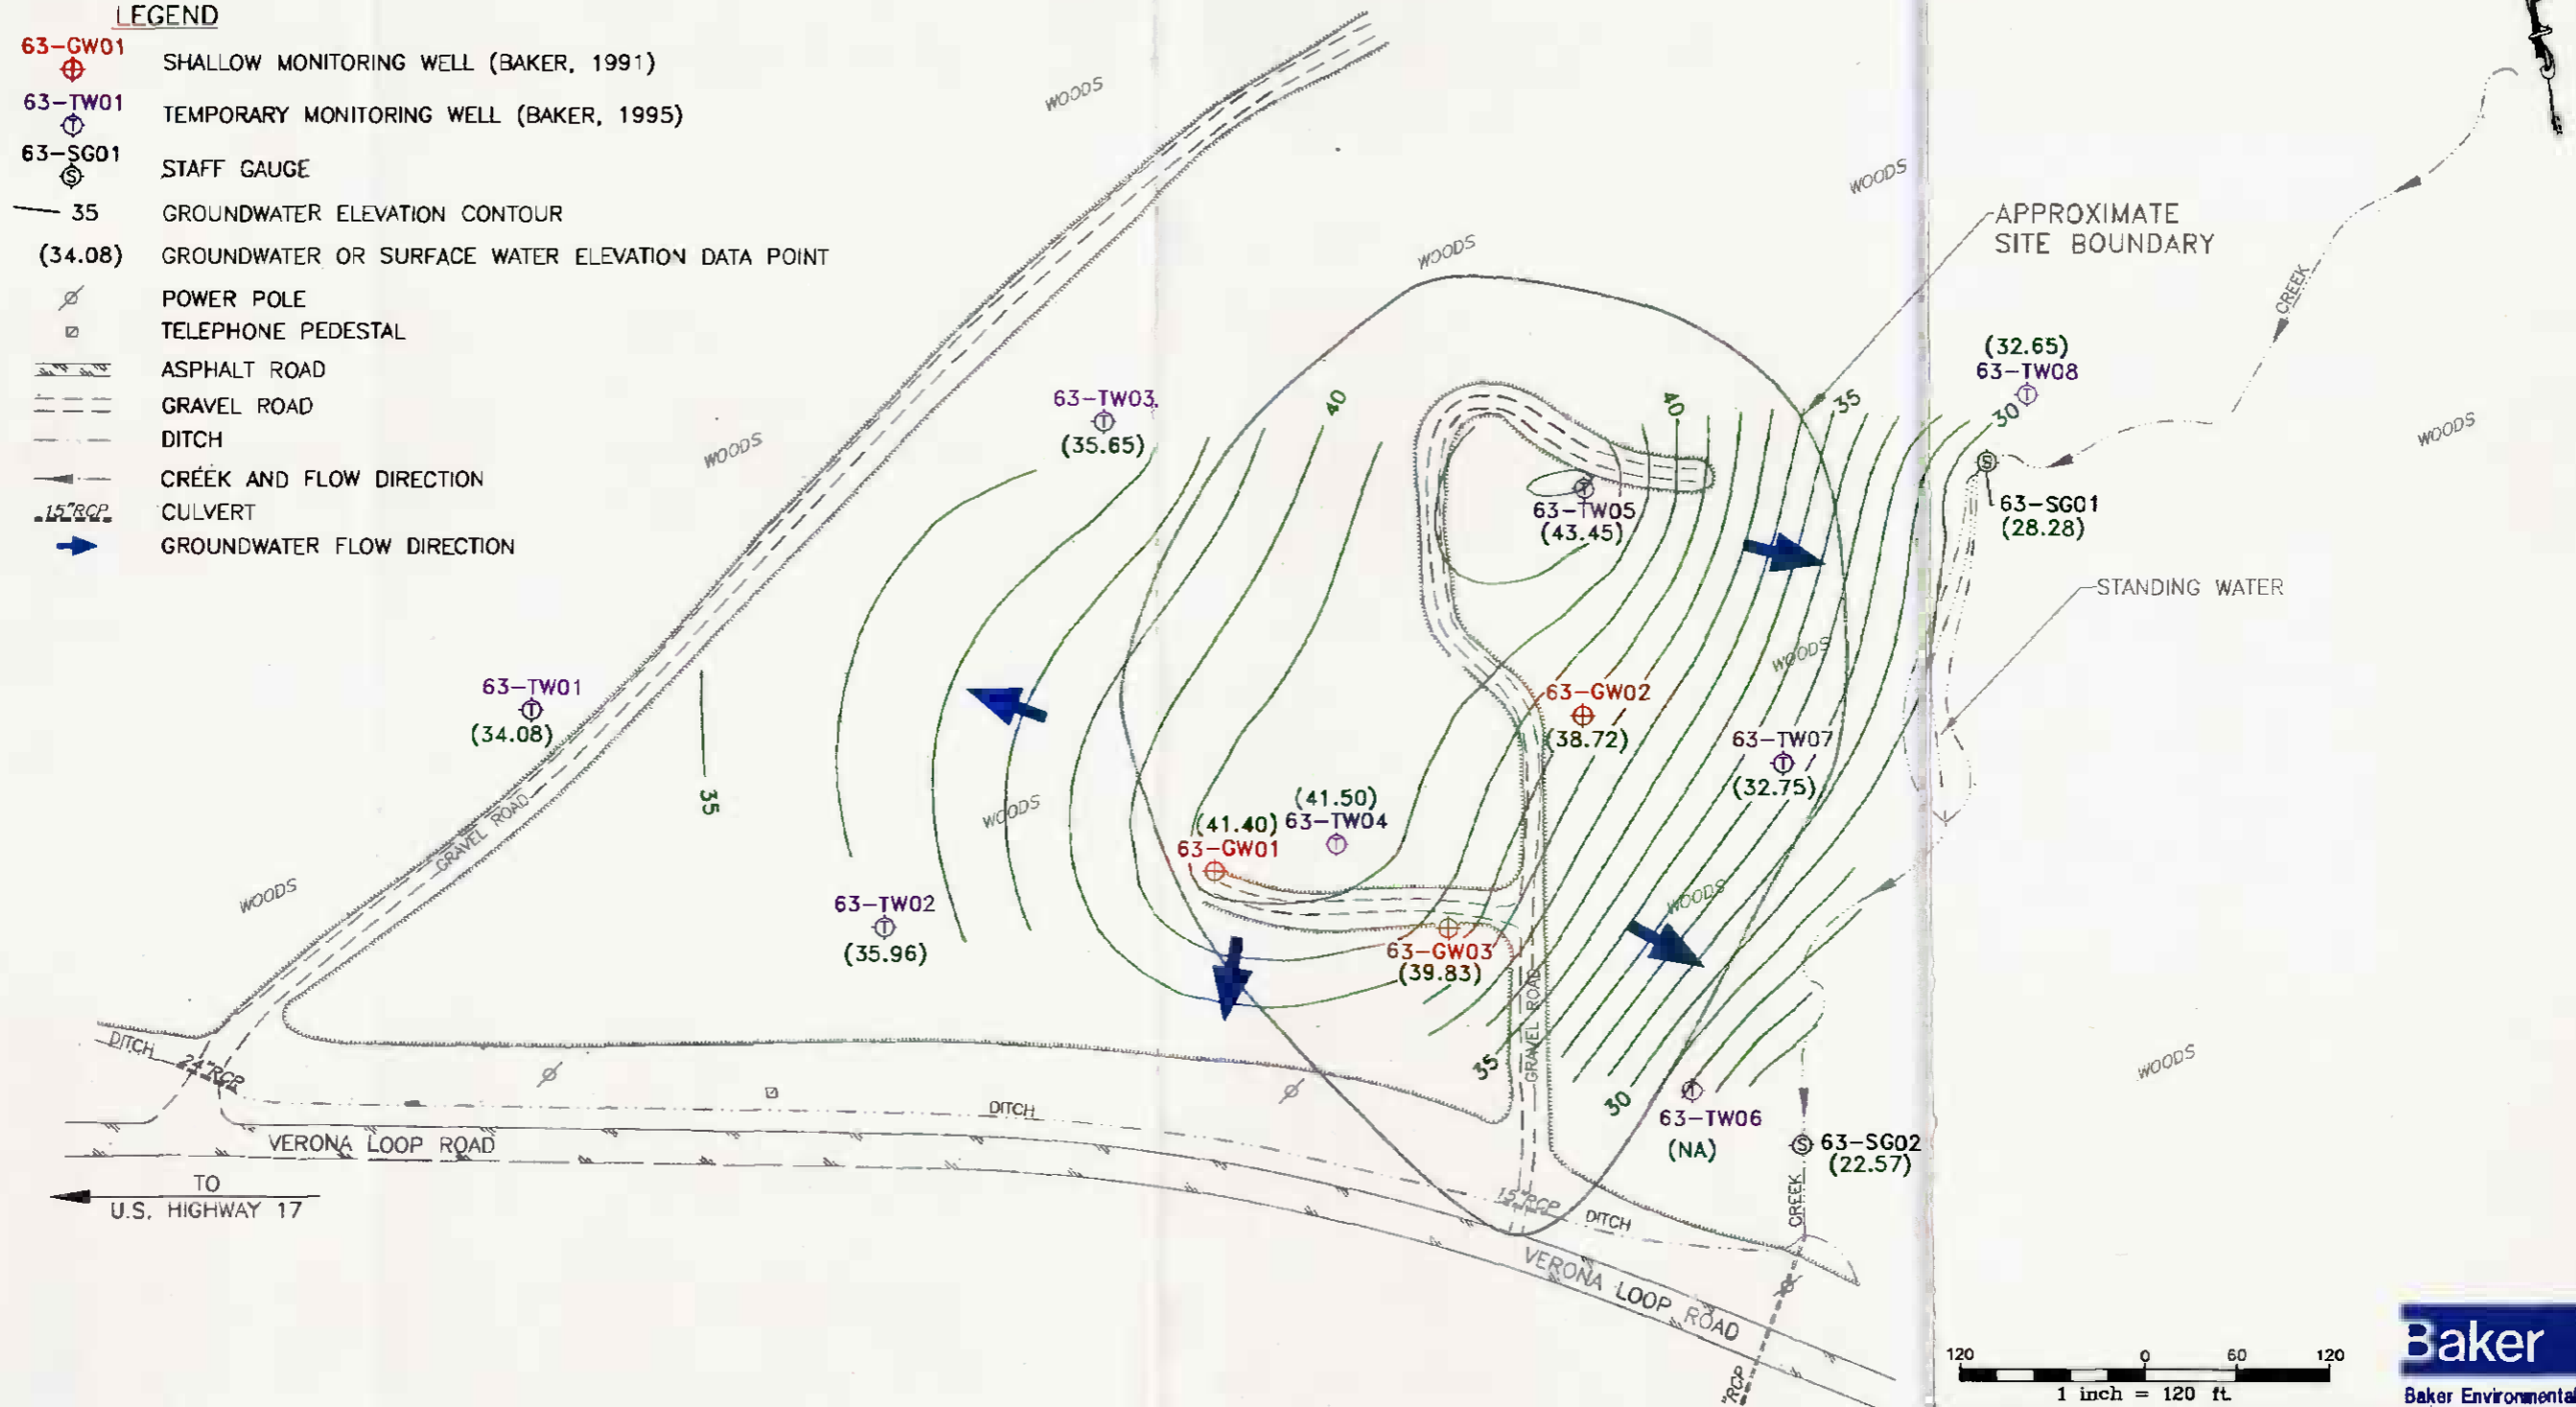 LEGEND
63-GW01
SHALLOW MONITORING WELL (BAKER, 1991)
63-TW01
TEMPORARY MONITORING WELL (BAKER, 1995)
63-SG01
STAFF GAUGE
35
GROUNDWATER ELEVATION CONTOUR
(34.08)
GROUNDWATER OR SURFACE WATER ELEVATION DATA POINT
POWER POLE
TELEPHONE PEDESTAL
ASPHALT ROAD
GRAVEL ROAD
DITCH
CREEK AND FLOW DIRECTION
15"RCP
CULVERT
GROUNDWATER FLOW DIRECTION
WOODS
WOODS
WOODS
APPROXIMATE
SITE BOUNDARY
CREEK
(32.65)
63-TW08
63-TW03
(35.65)
40
40
35
30
WOODS
WOODS
63-TW05
(43.45)
63-SG01
(28.28)
STANDING WATER
WOODS
63-TW01
(34.08)
63-GW02
(38.72)
63-TW07
(32.75)
35
WOODS
(41.50)
63-TW04
(41.40)
63-GW01
GRAVEL ROAD
WOODS
WOODS
63-TW02
(35.96)
63-GW03
(39.83)
GRAVEL ROAD
35
30
63-TW06
(NA)
WOODS
DITCH
24"RCP
DITCH
VERONA LOOP ROAD
TO
U.S. HIGHWAY 17
63-SG02
(22.57)
CREEK
15"RCP
DITCH
VERONA LOOP ROAD
"RCP
120 0 60 120
1 inch = 120 ft.
Baker
Baker Environmental